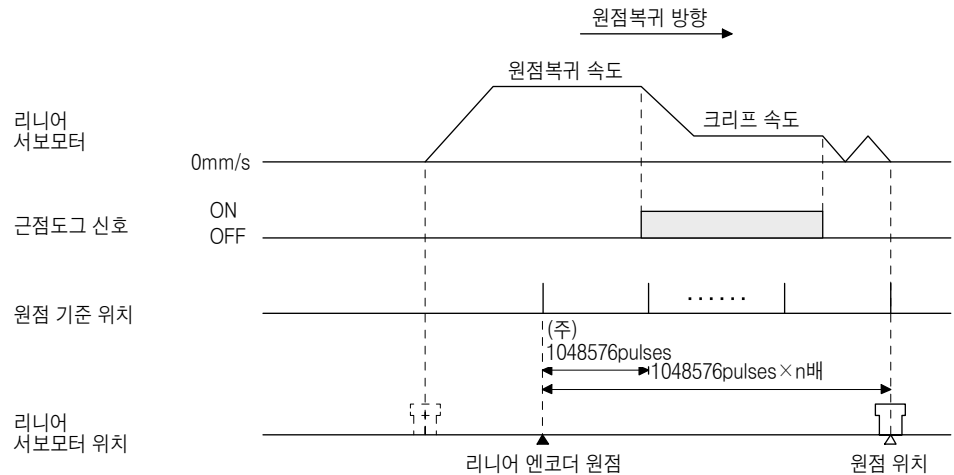 원점복귀 방향
원점복귀 속도
크리프 속도
리니어
서보모터
0mm/s
ON
근점도그 신호
OFF
원점 기준 위치
......
(주)
1048576pulses
1048576pulses×n배
리니어
서보모터 위치
리니어 엔코더 원점
원점 위치